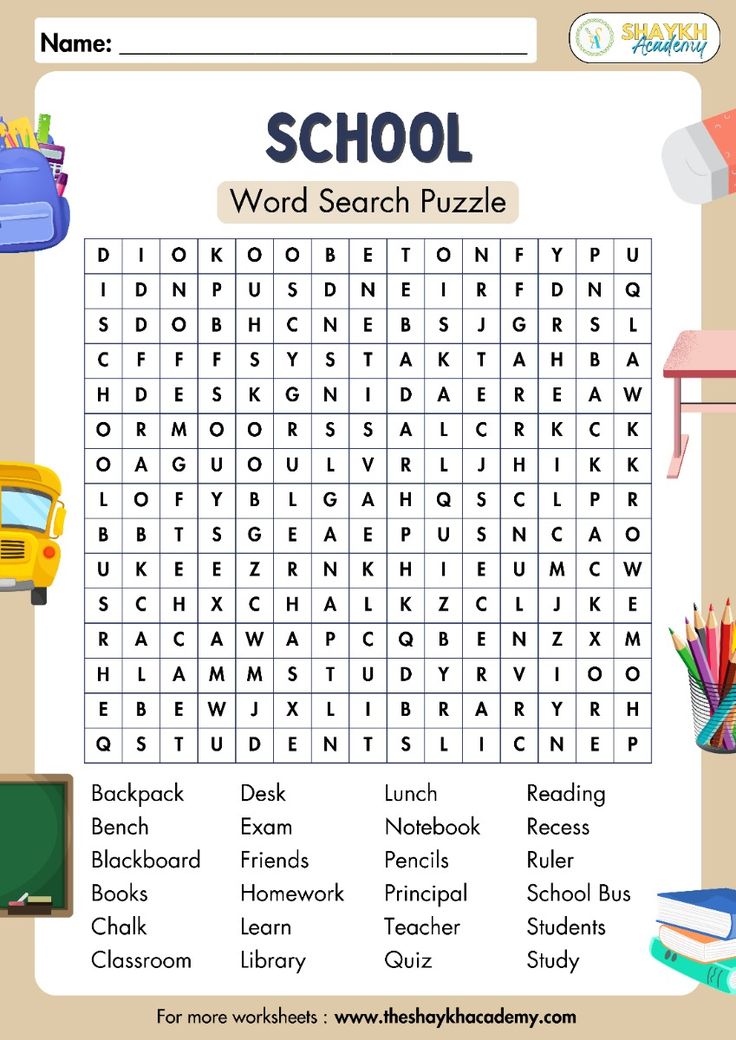 Name:
SHAYKH
Academy
SCHOOL
Word Search Puzzle
D I O K O O B E T O N F Y P U
I D N P U S D N E I R F D N Q
S D O B H C N E B S J G R S L
C F F F S Y S T A K T A H B A
H D E S K G N I D A E R E A W
O R M O O R S S A L C R K C K
O A G U O U L V R L J H I K K
L O F Y B L G A H Q S C L P R
B B T S G E A E P U S N C A O
U K E E Z R N K H I E U M C W
S C H X C H A L K Z C L J K E
R A C A W A P C Q B E N Z X M
H L A M M S T U D Y R V I O O
E B E W J X L I B R A R Y R H
Q S T U D E N T S L I C N E P
Backpack Desk Lunch Reading
Bench Exam Notebook Recess
Blackboard Friends Pencils Ruler
Books Homework Principal School Bus
Chalk Learn Teacher Students
Classroom Library Quiz Study
For more worksheets : www.theshaykhacademy.com